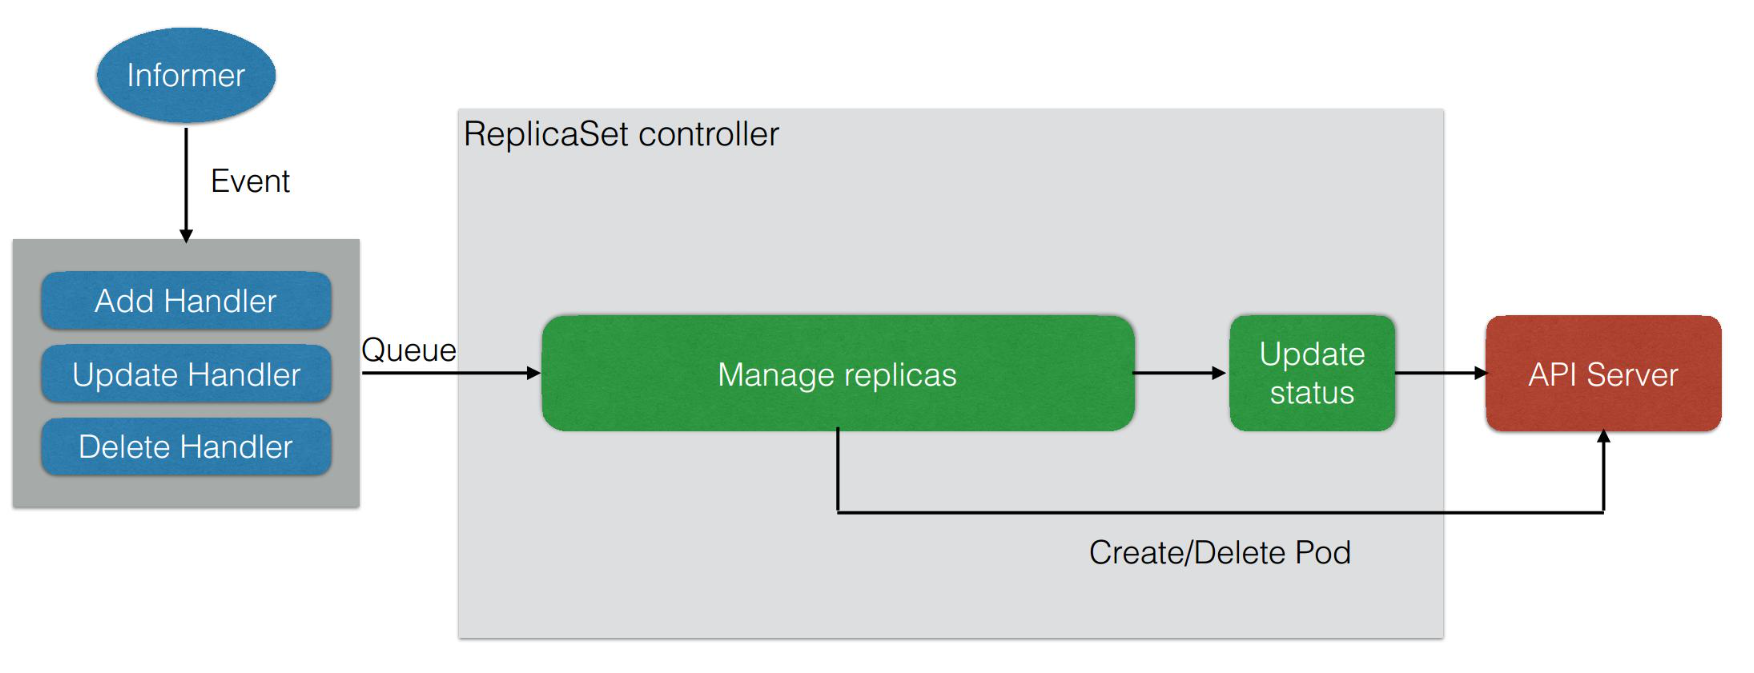 Informer
Event
Add Handler
Update Handler
Delete Handler
Queue
ReplicaSet controller
Manage replicas
Update
status
API Server
Create/Delete Pod